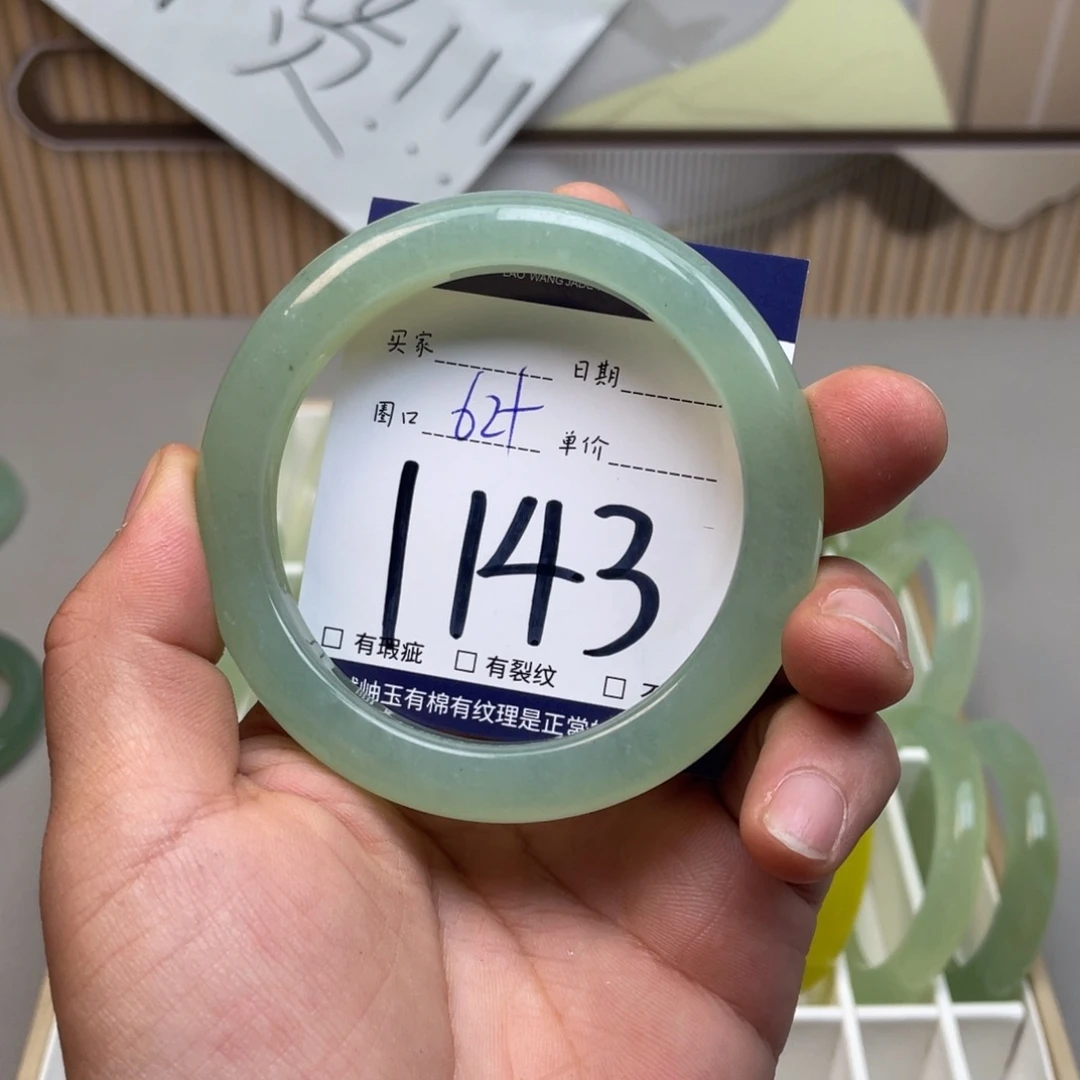 货!!!
LAO WANG JADE
买家
日期
圈口 62+
单价
1143
□ 有瑕疵 □ 有裂纹 □
岫玉有棉有纹理是正常